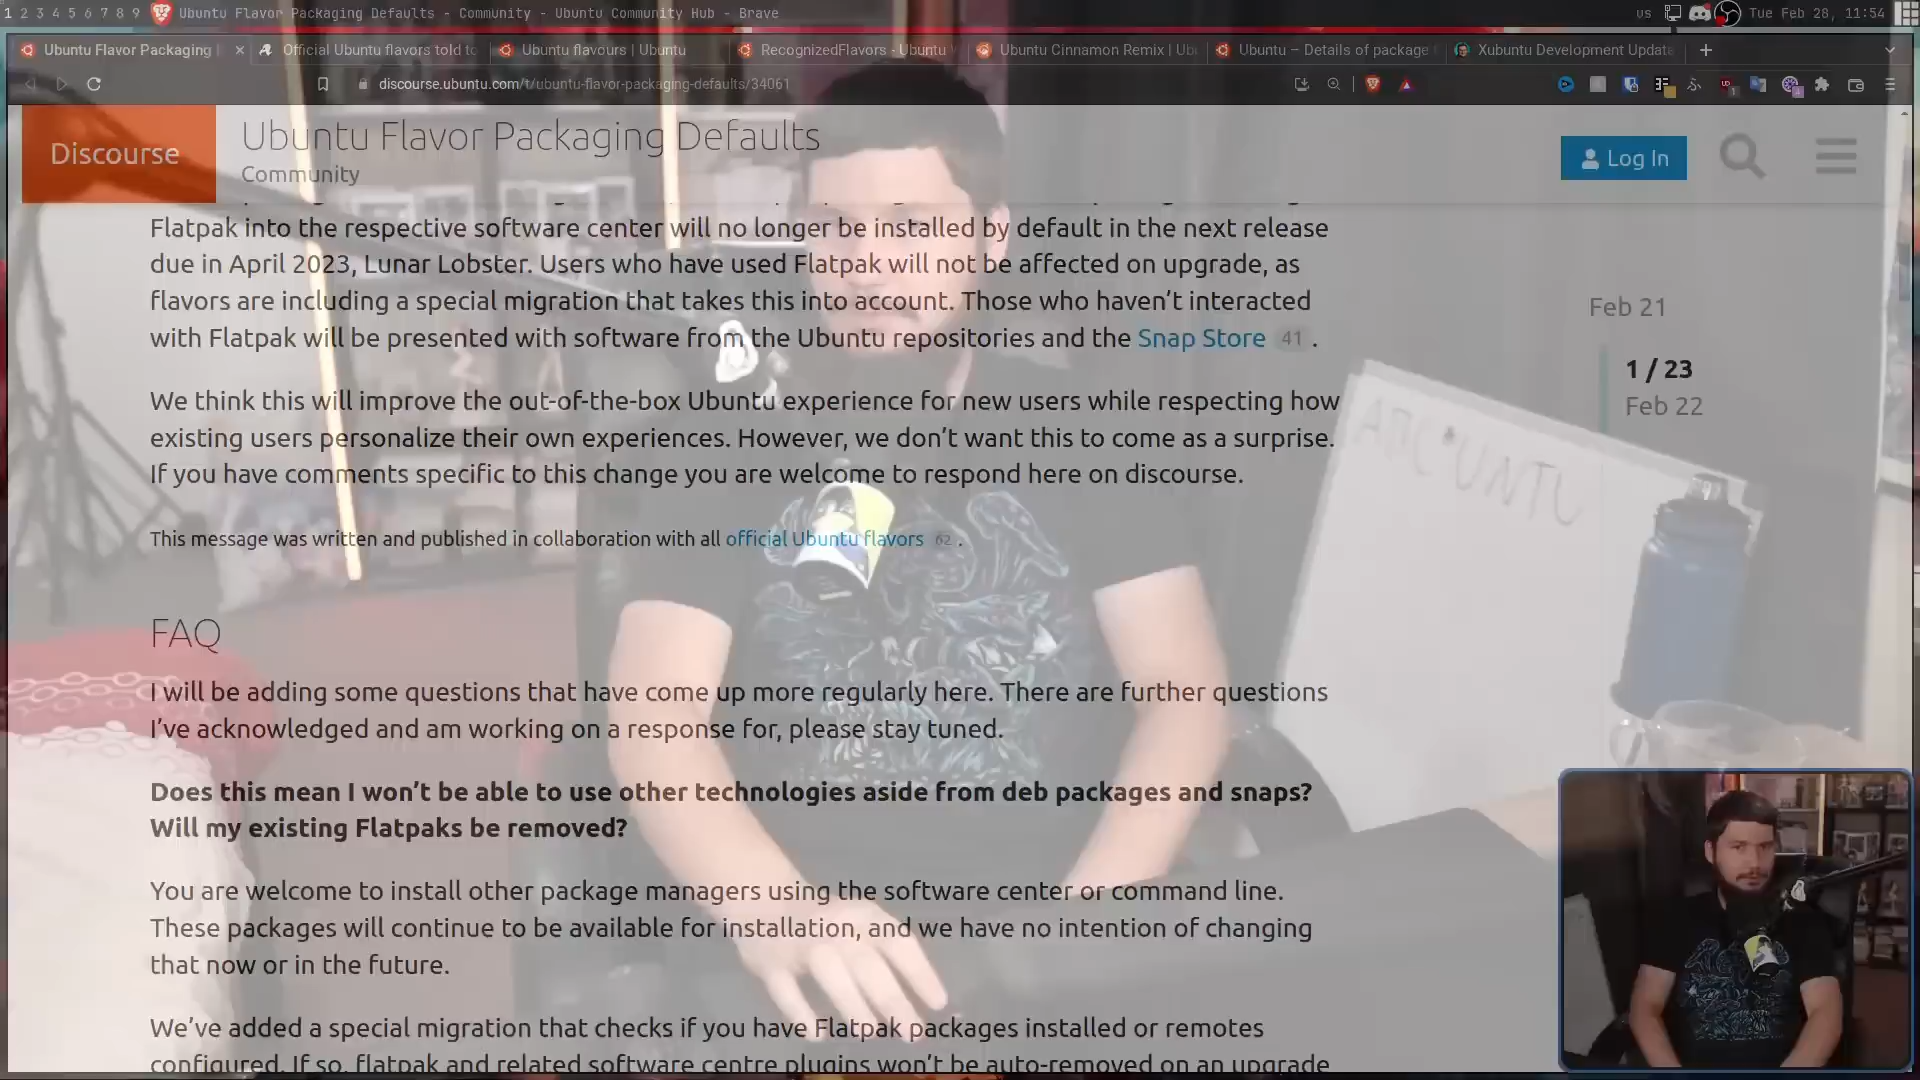 1 2 3 4 5 6 7 8 9 Ubuntu Flavor Packaging Defaults - Community - Ubuntu Community Hub - Brave
us Tue Feb 28, 11:54
Ubuntu Flavor Packaging
Official Ubuntu flavors told to
Ubuntu flavours | Ubuntu
RecognizedFlavors - Ubuntu
Ubuntu Cinnamon Remix | Ub
Ubuntu – Details of package
Xubuntu Development Updat
discourse.ubuntu.com/t/ubuntu-flavor-packaging-defaults/34061
Discourse
Ubuntu Flavor Packaging Defaults
Community
Log In
Flatpak into the respective software center will no longer be installed by default in the next release
due in April 2023, Lunar Lobster. Users who have used Flatpak will not be affected on upgrade, as
flavors are including a special migration that takes this into account. Those who haven’t interacted
with Flatpak will be presented with software from the Ubuntu repositories and the Snap Store 41 .
Feb 21
1 / 23
Feb 22
We think this will improve the out-of-the-box Ubuntu experience for new users while respecting how
existing users personalize their own experiences. However, we don’t want this to come as a surprise.
If you have comments specific to this change you are welcome to respond here on discourse.
ARC*UNTU
This message was written and published in collaboration with all official Ubuntu flavors 62 .
FAQ
I will be adding some questions that have come up more regularly here. There are further questions
I’ve acknowledged and am working on a response for, please stay tuned.
Does this mean I won’t be able to use other technologies aside from deb packages and snaps?
Will my existing Flatpaks be removed?
You are welcome to install other package managers using the software center or command line.
These packages will continue to be available for installation, and we have no intention of changing
that now or in the future.
We’ve added a special migration that checks if you have Flatpak packages installed or remotes
configured. If so, flatpak and related software centre plugins won’t be auto-removed on an upgrade